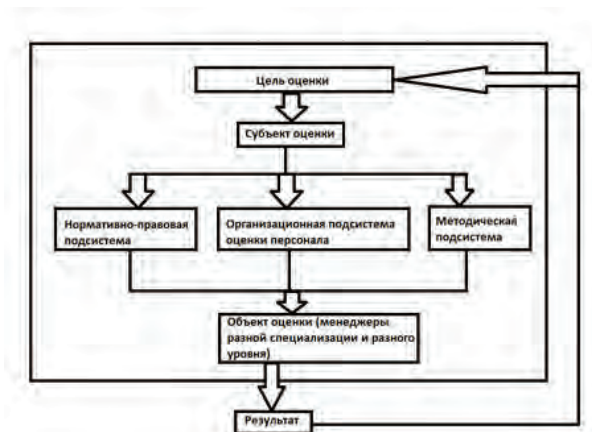 Цель оценки
Субъект оценки
Нормативно-правовая
подсистема
Организационная подсистема
оценки персонала
Методическая
подсистема
Объект оценки (менеджеры
разной специализации и разного
уровня)
Результат